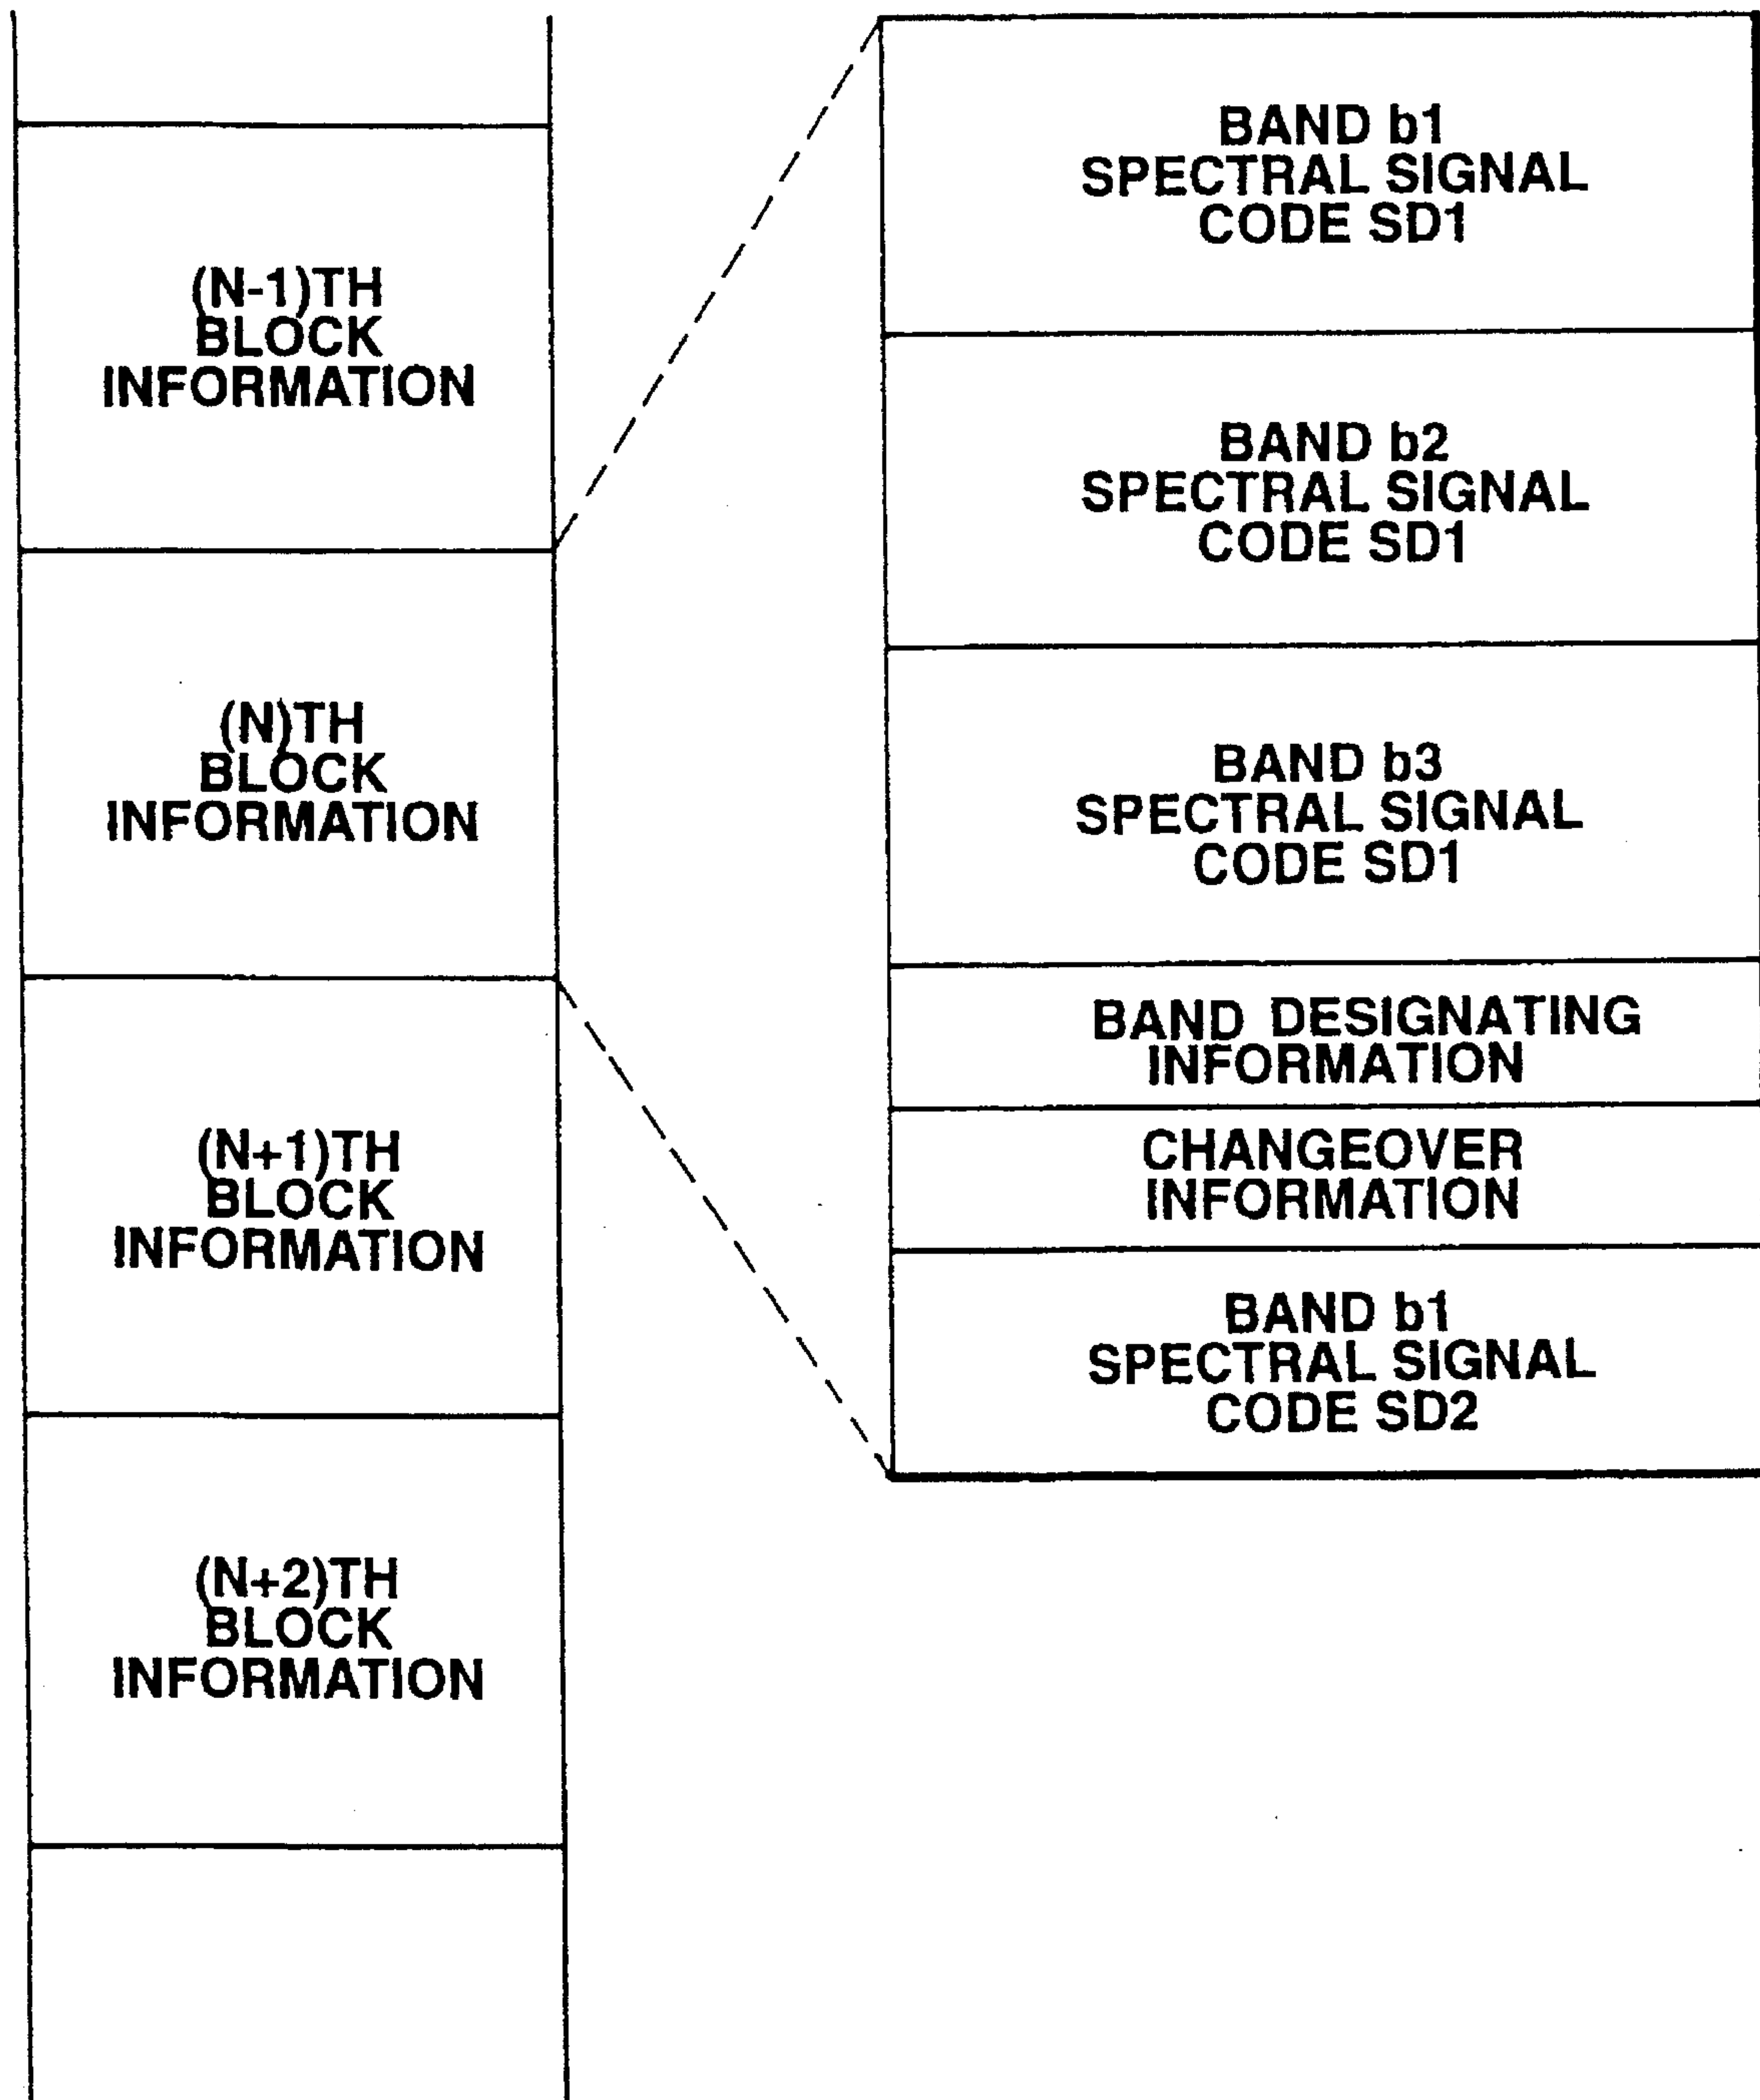 (N-1)TH
BLOCK
INFORMATION
(N)TH
BLOCK
INFORMATION
(N+1)TH
BLOCK
INFORMATION
(N+2)TH
BLOCK
INFORMATION
BAND b1
SPECTRAL SIGNAL
CODE SD1
BAND b2
SPECTRAL SIGNAL
CODE SD1
BAND b3
SPECTRAL SIGNAL
CODE SD1
BAND DESIGNATING
INFORMATION
CHANGEOVER
INFORMATION
BAND b1
SPECTRAL SIGNAL
CODE SD2